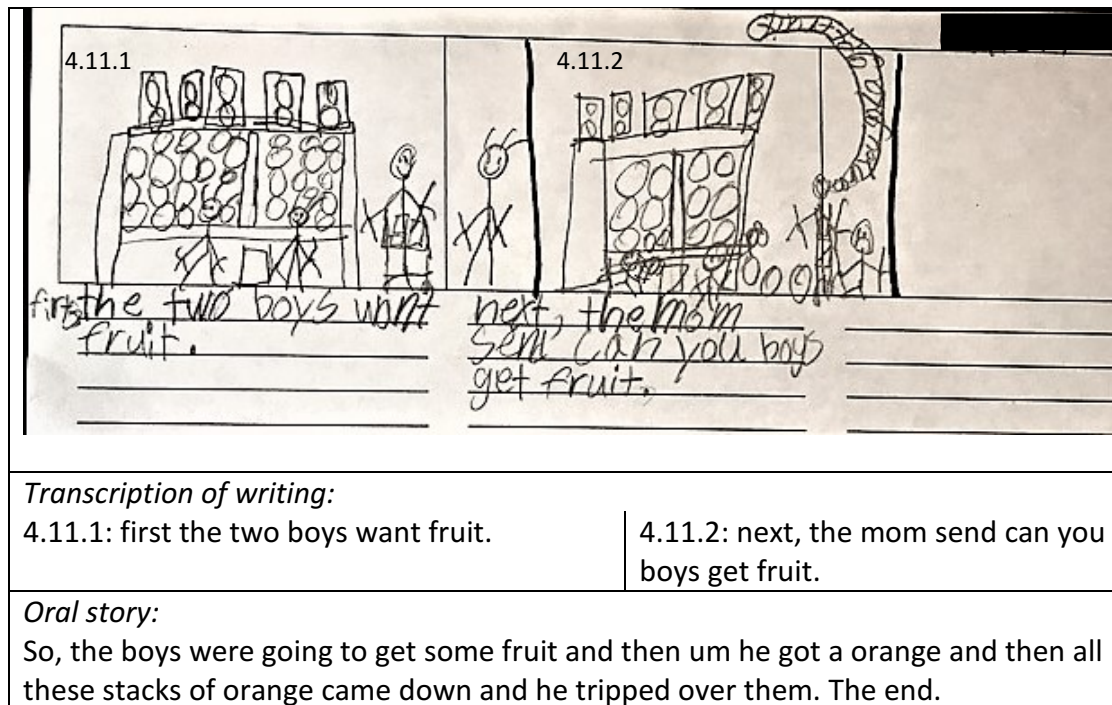 4.11.1
4.11.2
firts the two boys want
fruit.
next, the mom
send can you boys
get fruit.
Transcription of writing:
4.11.1: first the two boys want fruit.
4.11.2: next, the mom send can you
boys get fruit.
Oral story:
So, the boys were going to get some fruit and then um he got a orange and then all
these stacks of orange came down and he tripped over them. The end.